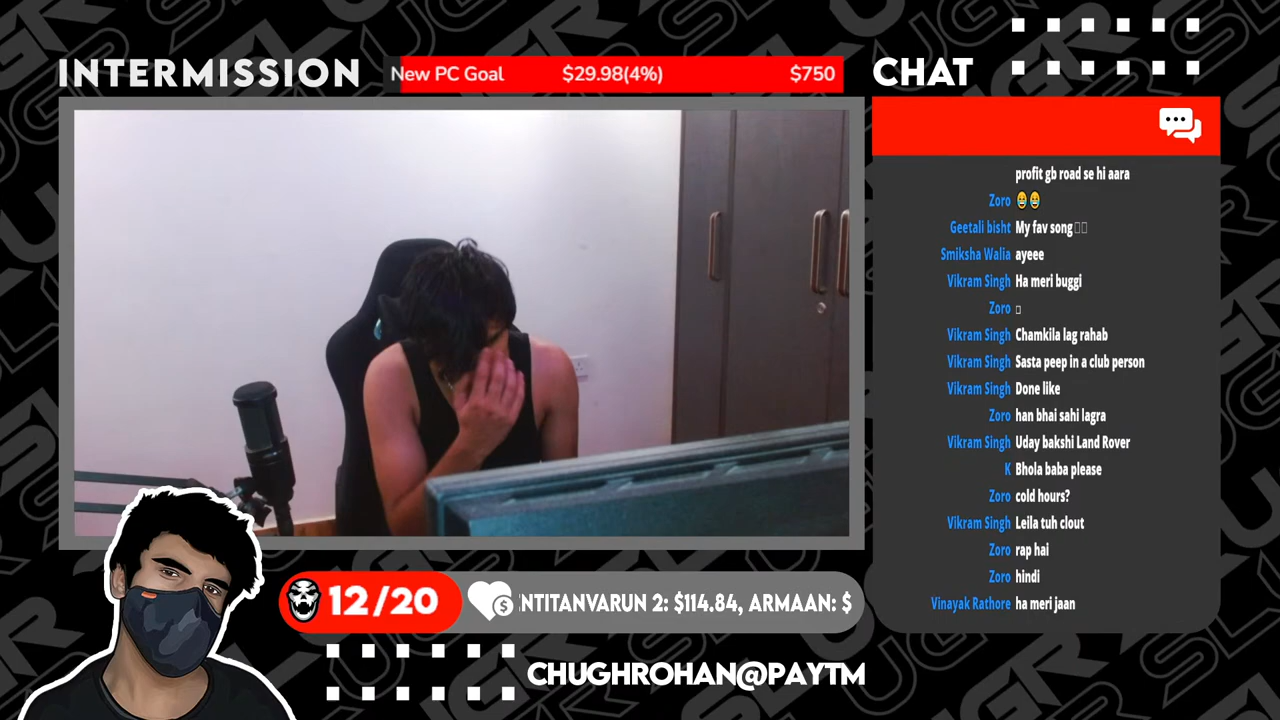 INTERMISSION
New PC Goal $29.98(4%) $750
CHAT
profit gb road se hi aara
Zoro 😂😂
Geetali bisht My fav song
Smiksha Walia ayeee
Vikram Singh Ha meri buggi
Zoro
Vikram Singh Chamkila lag rahab
Vikram Singh Sasta peep in a club person
Vikram Singh Done like
Zoro han bhai sahi lagra
Vikram Singh Uday bakshi Land Rover
K Bhola baba please
Zoro cold hours?
Vikram Singh Leila tuh clout
Zoro rap hai
Zoro hindi
Vinayak Rathore ha meri jaan
12/20
NTITANVARUN 2: $114.84, ARMAAN: $
CHUGHROHAN@PAYTM